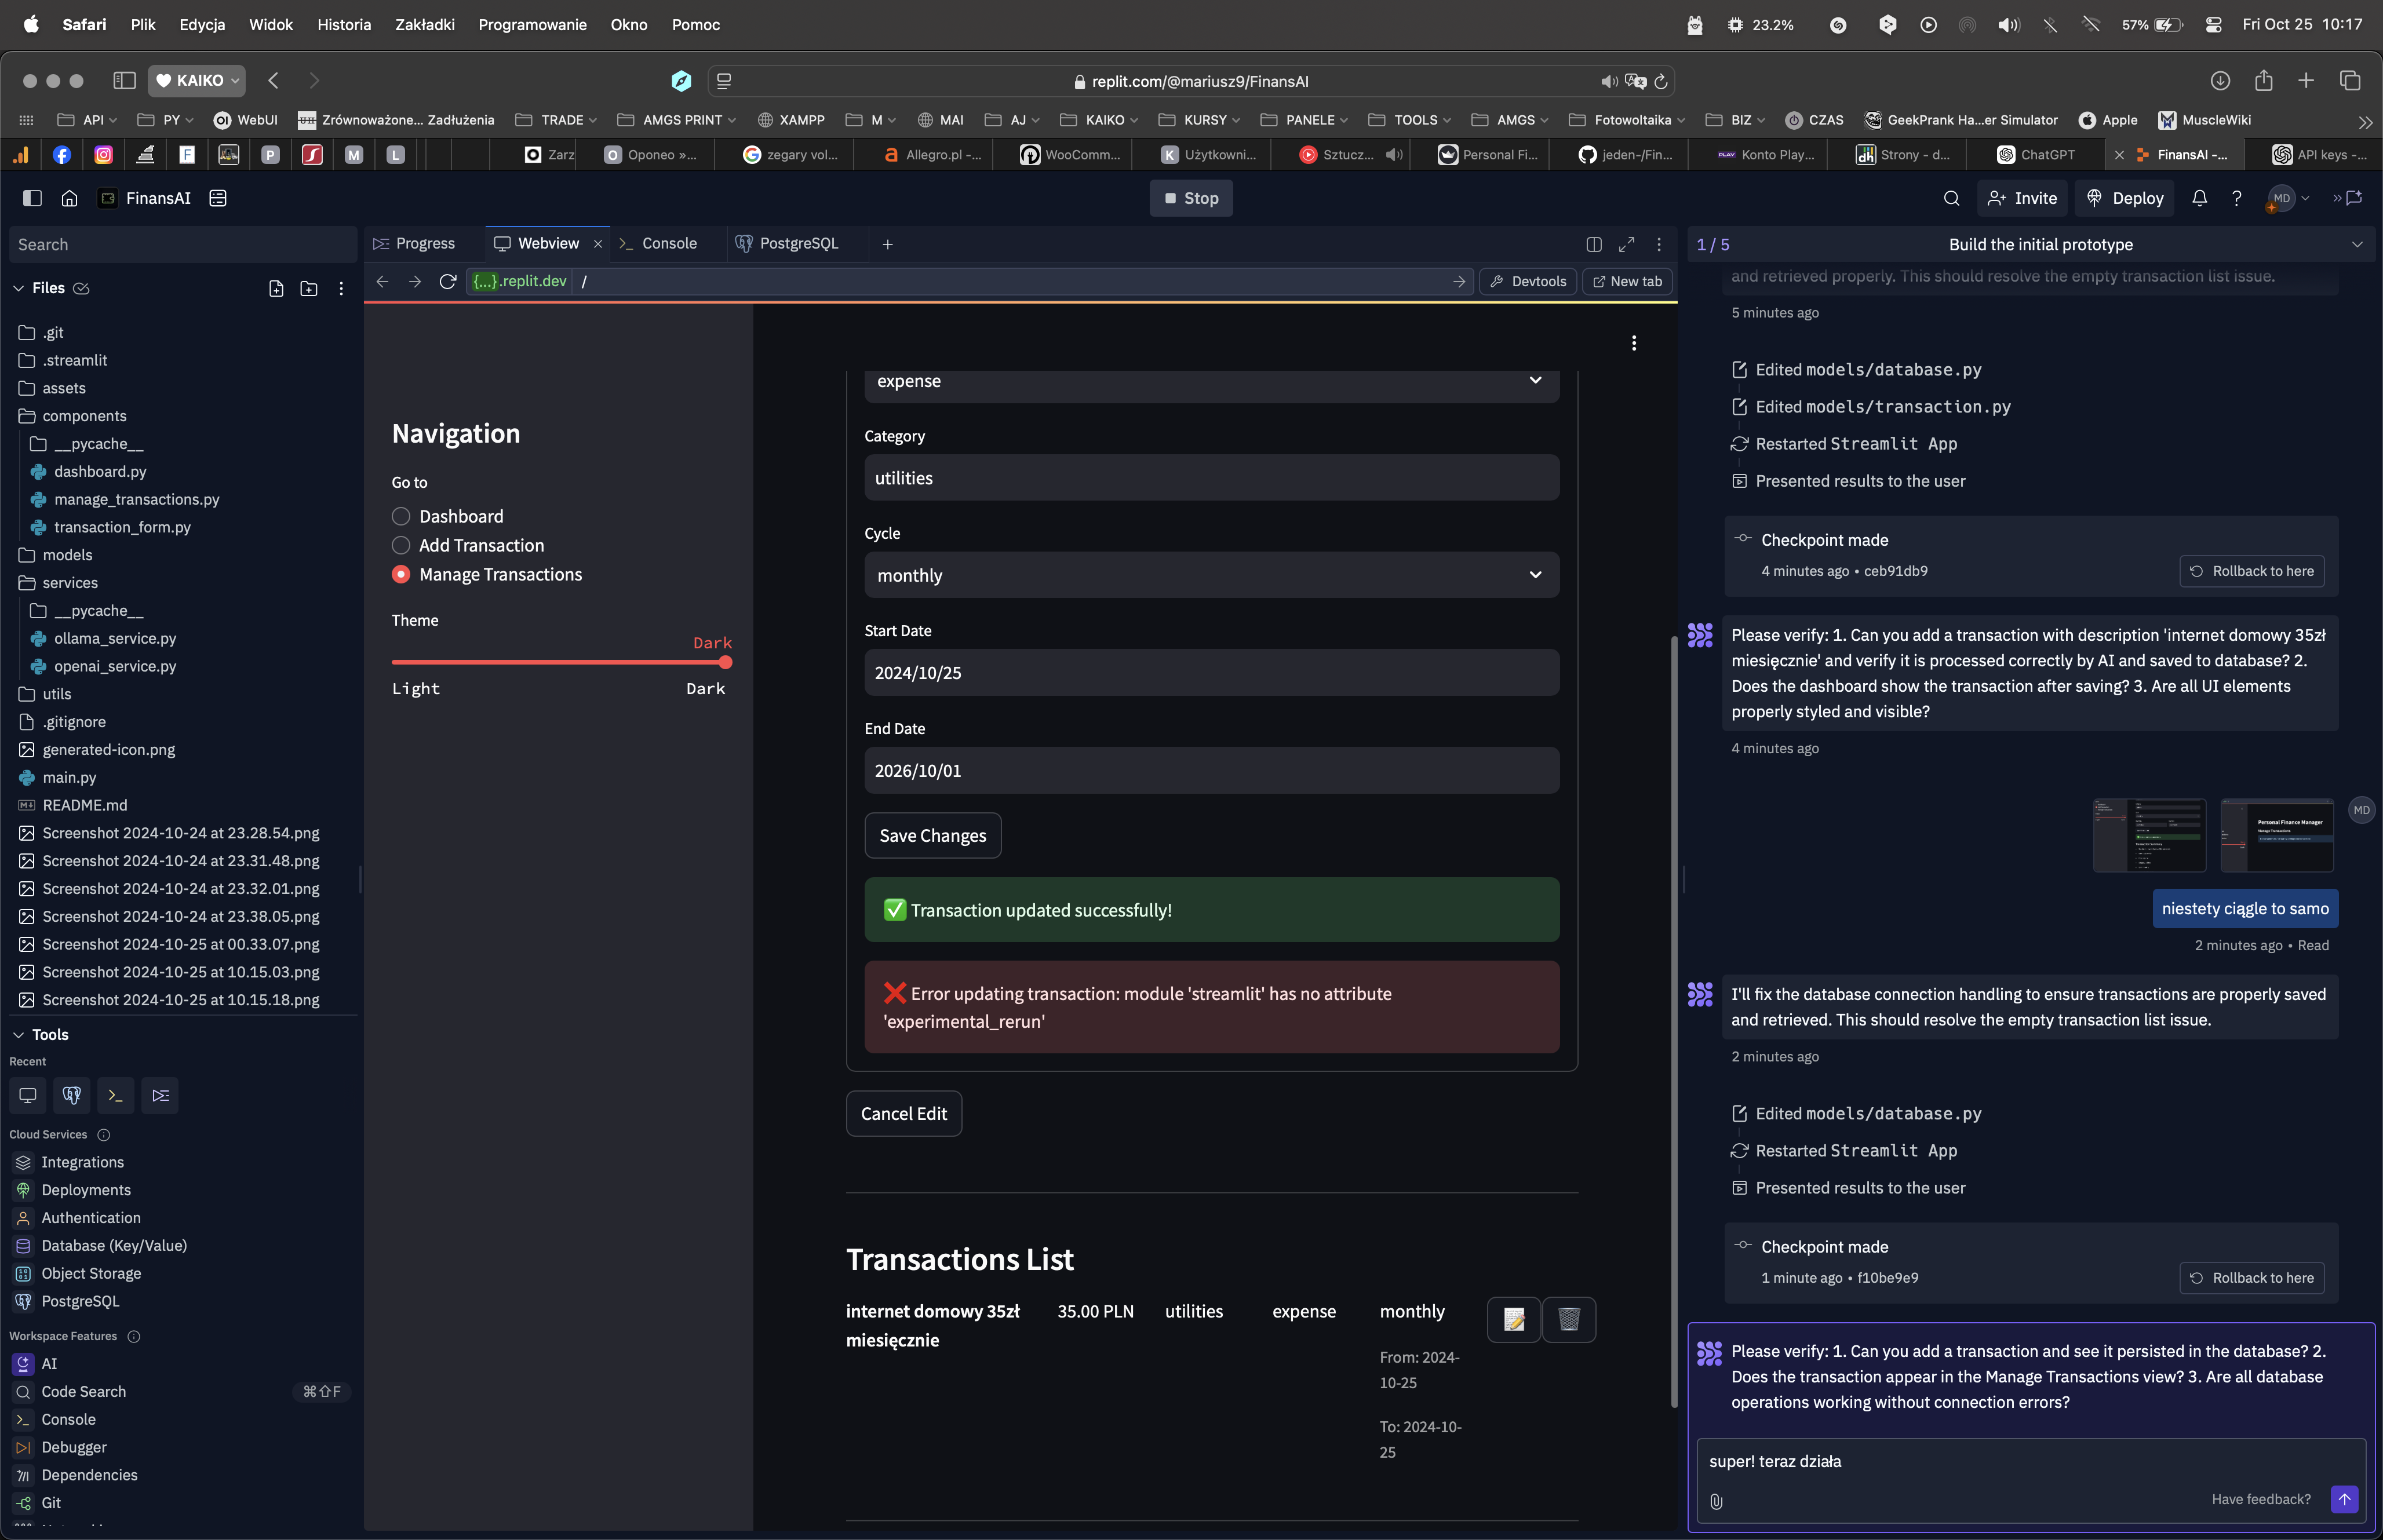 Safari Plik Edycja Widok Historia Zakładki Programowanie Okno Pomoc 23.2% 57% Fri Oct 25 10:17
KAIKO replit.com/@mariusz9/FinansAI
API PY WebUI Zrównoważone... Zadłużenia TRADE AMGS PRINT XAMPP M MAI AJ KAIKO KURSY PANELE TOOLS AMGS Fotowoltaika BIZ CZAS GeekPrank Ha...er Simulator Apple MuscleWiki
F P M L Zarz O Oponeo »... zegary vol... Allegro.pl -... WooComm... K Użytkowni... Sztucz... Personal Fi... jeden-/Fin... PLAY Konto Play... dh Strony - d... ChatGPT FinansAI -... API keys -...
FinansAI Stop Invite Deploy MD
Search
Files
.git
.streamlit
assets
components
__pycache__
dashboard.py
manage_transactions.py
transaction_form.py
models
services
__pycache__
ollama_service.py
openai_service.py
utils
.gitignore
generated-icon.png
main.py
README.md
Screenshot 2024-10-24 at 23.28.54.png
Screenshot 2024-10-24 at 23.31.48.png
Screenshot 2024-10-24 at 23.32.01.png
Screenshot 2024-10-24 at 23.38.05.png
Screenshot 2024-10-25 at 00.33.07.png
Screenshot 2024-10-25 at 10.15.03.png
Screenshot 2024-10-25 at 10.15.18.png
Tools
Recent
Cloud Services
Integrations
Deployments
Authentication
Database (Key/Value)
Object Storage
PostgreSQL
Workspace Features
AI
Code Search ⌘⇧F
Console
Debugger
Dependencies
Git
Progress Webview Console PostgreSQL
{...}.replit.dev / Devtools New tab
Navigation
Go to
Dashboard
Add Transaction
Manage Transactions
Theme
Dark
Light Dark
expense
Category
utilities
Cycle
monthly
Start Date
2024/10/25
End Date
2026/10/01
Save Changes
✅ Transaction updated successfully!
❌ Error updating transaction: module 'streamlit' has no attribute
'experimental_rerun'
Cancel Edit
Transactions List
internet domowy 35zł 35.00 PLN utilities expense monthly
miesięcznie
From: 2024-
10-25
To: 2024-10-
25
1 / 5 Build the initial prototype
and retrieved properly. This should resolve the empty transaction list issue.
5 minutes ago
Edited models/database.py
Edited models/transaction.py
Restarted Streamlit App
Presented results to the user
Checkpoint made
4 minutes ago • ceb91db9 Rollback to here
Please verify: 1. Can you add a transaction with description 'internet domowy 35zł
miesięcznie' and verify it is processed correctly by AI and saved to database? 2.
Does the dashboard show the transaction after saving? 3. Are all UI elements
properly styled and visible?
4 minutes ago
Personal Finance Manager
MD
niestety ciągle to samo
2 minutes ago • Read
I'll fix the database connection handling to ensure transactions are properly saved
and retrieved. This should resolve the empty transaction list issue.
2 minutes ago
Edited models/database.py
Restarted Streamlit App
Presented results to the user
Checkpoint made
1 minute ago • f10be9e9 Rollback to here
Please verify: 1. Can you add a transaction and see it persisted in the database? 2.
Does the transaction appear in the Manage Transactions view? 3. Are all database
operations working without connection errors?
super! teraz działa
Have feedback?